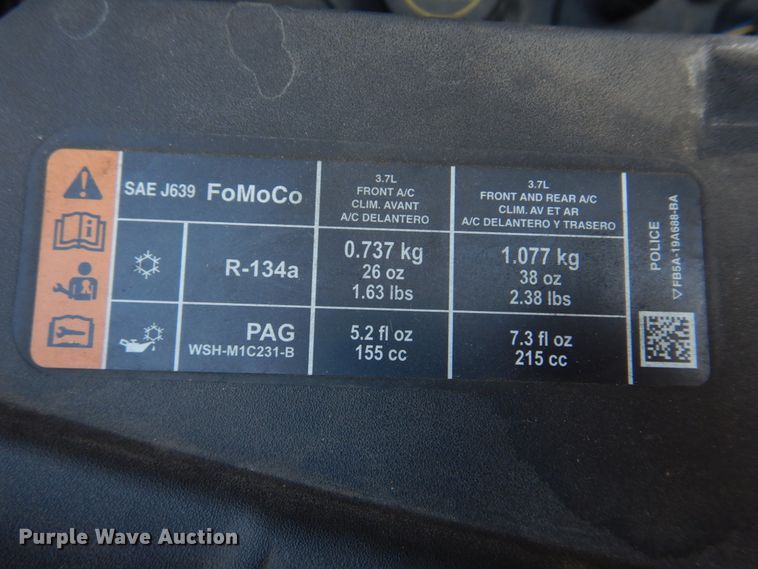 SAE J639 FoMoCo
3.7L
FRONT A/C
CLIM. AVANT
A/C DELANTERO
3.7L
FRONT AND REAR A/C
CLIM. AV ET AR
A/C DELANTERO Y TRASERO
R-134a
0.737 kg
26 oz
1.63 lbs
1.077 kg
38 oz
2.38 lbs
PAG
WSH-M1C231-B
5.2 fl oz
155 cc
7.3 fl oz
215 cc
POLICE
▽FB5A-19A688-BA
Purple Wave Auction®